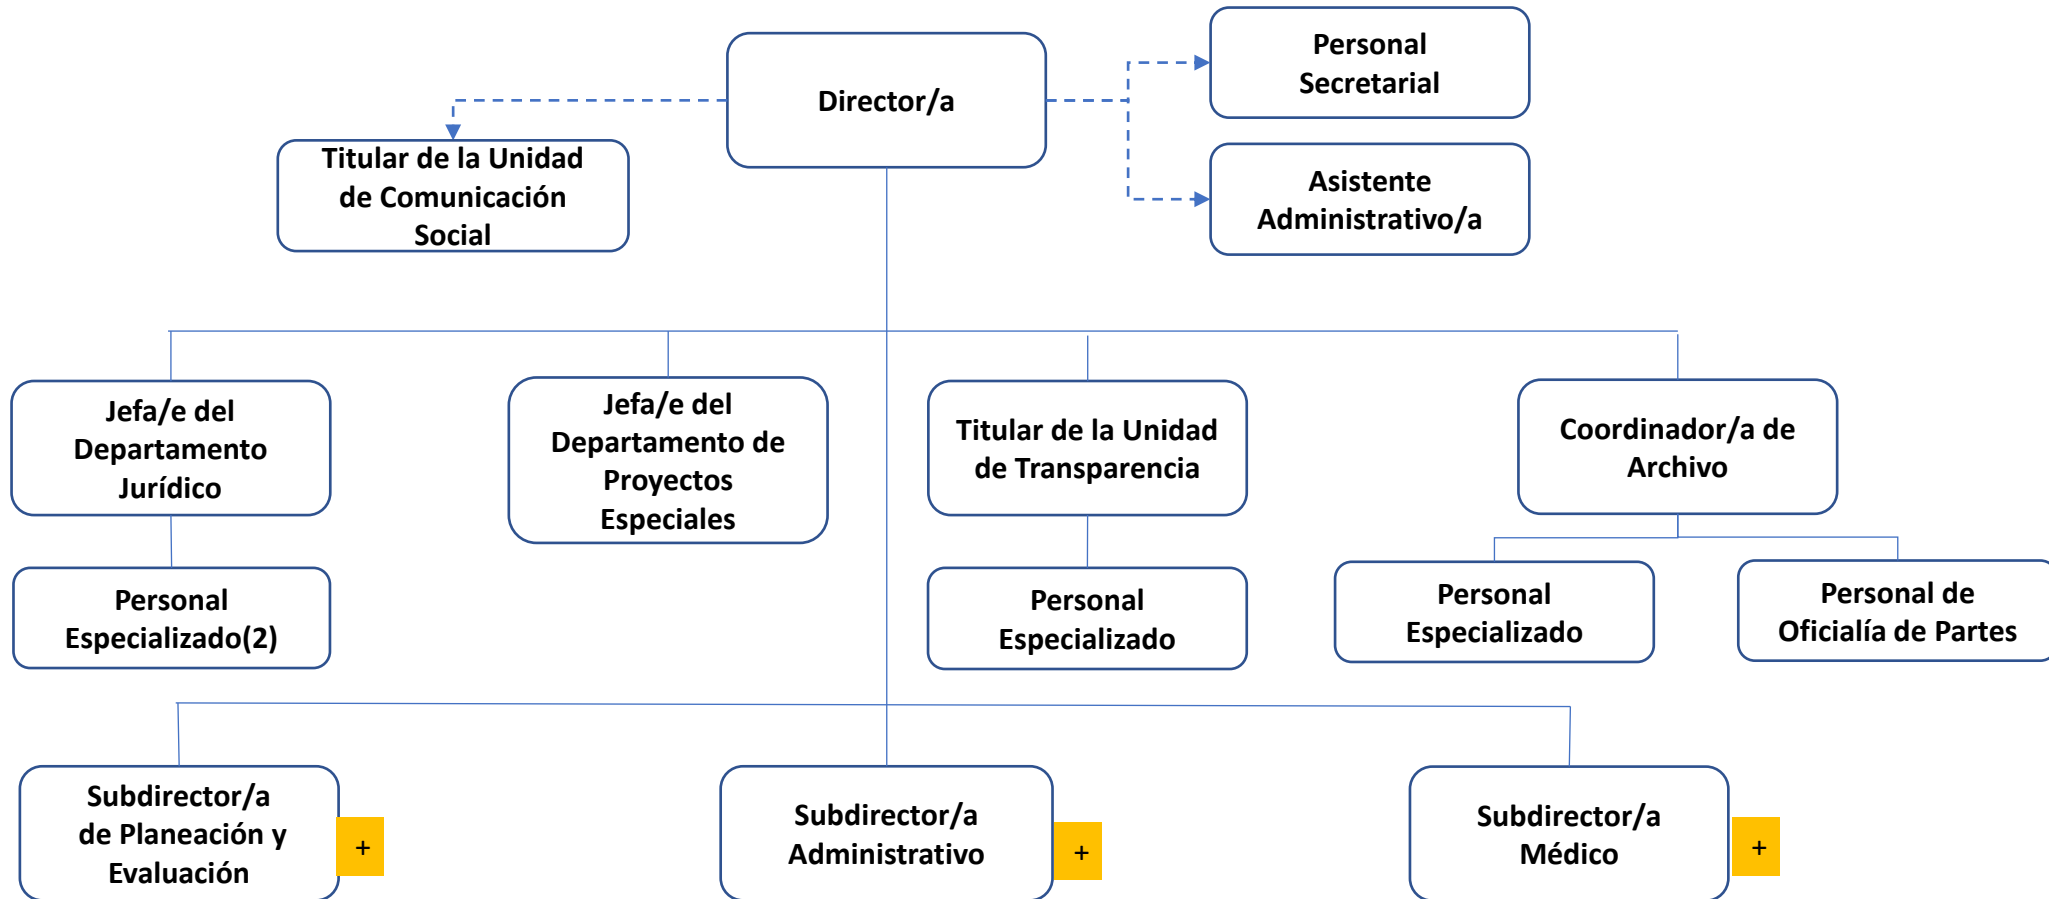 Personal
Secretarial
Director/a
Titular de la Unidad
de Comunicación
Social
Asistente
Administrativo/a
Jefa/e del
Departamento
Jurídico
Jefa/e del
Departamento de
Proyectos
Especiales
Titular de la Unidad
de Transparencia
Coordinador/a de
Archivo
Personal
Especializado(2)
Personal
Especializado
Personal
Especializado
Personal de
Oficialía de Partes
Subdirector/a
de Planeación y
Evaluación
+
Subdirector/a
Administrativo
+
Subdirector/a
Médico
+